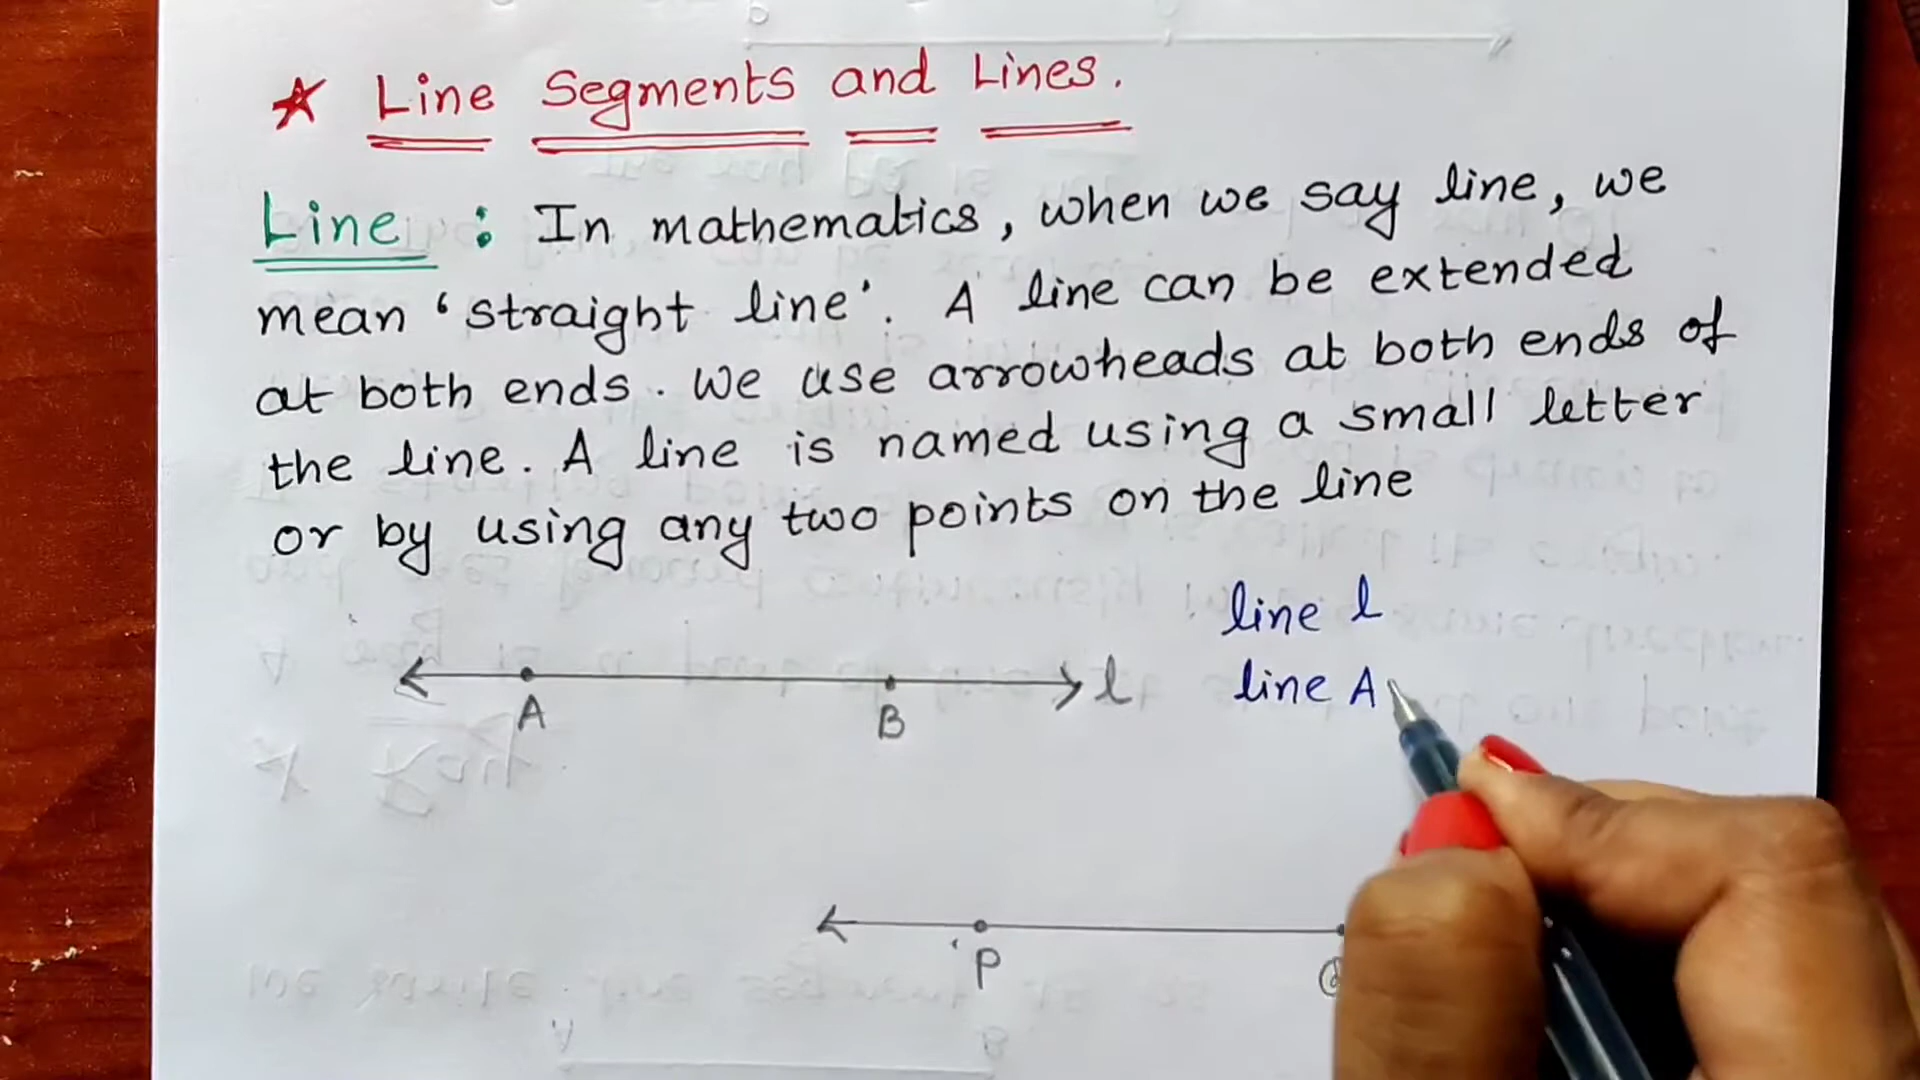 ★ Line Segments and Lines.
Line : In mathematics, when we say line, we
mean 'straight line'. A line can be extended
at both ends. We use arrowheads at both ends of
the line. A line is named using a small letter
or by using any two points on the line
line l
line A
l
A B
P Q